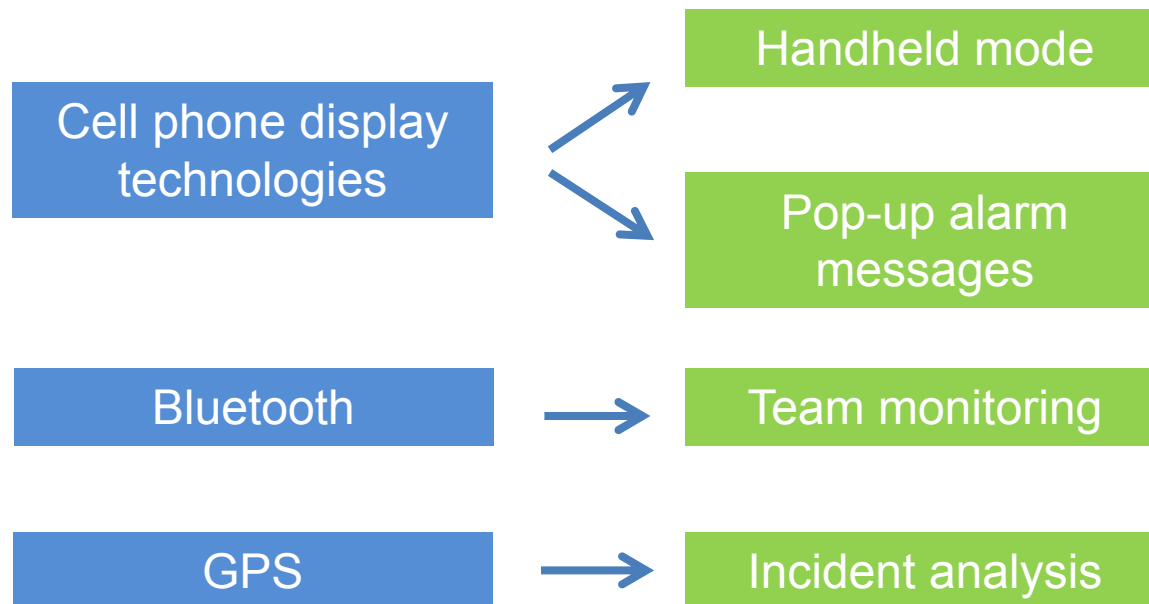 Handheld mode
Cell phone display
technologies
Pop-up alarm
messages
Bluetooth
Team monitoring
GPS
Incident analysis